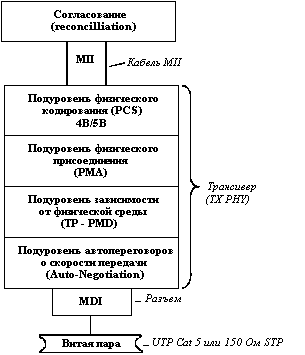 Согласование
(reconcilliation)
MII
Кабель MII
Подуровень физического
кодирования (PCS)
4B/5B
Подуровень физического
присоединения
(PMA)
Подуровень зависимости
от физической среды
(TP - PMD)
Подуровень автопереговоров
о скорости передачи
(Auto-Negotiation)
Трансивер
(TX PHY)
MDI
Разъем
Витая пара
UTP Cat 5 или 150 Ом STP